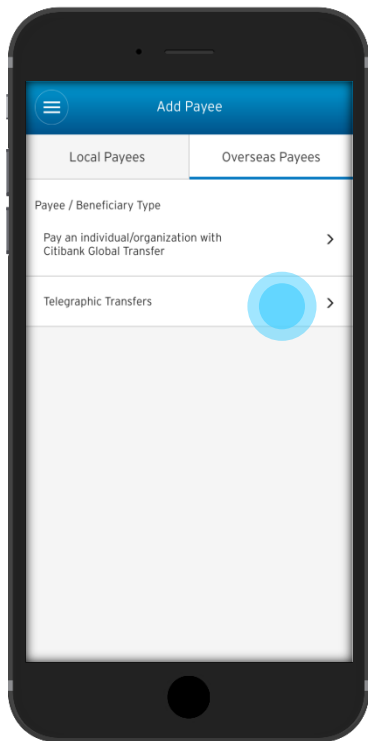 Add Payee
Local Payees
Overseas Payees
Payee / Beneficiary Type
Pay an individual/organization with
Citibank Global Transfer
Telegraphic Transfers